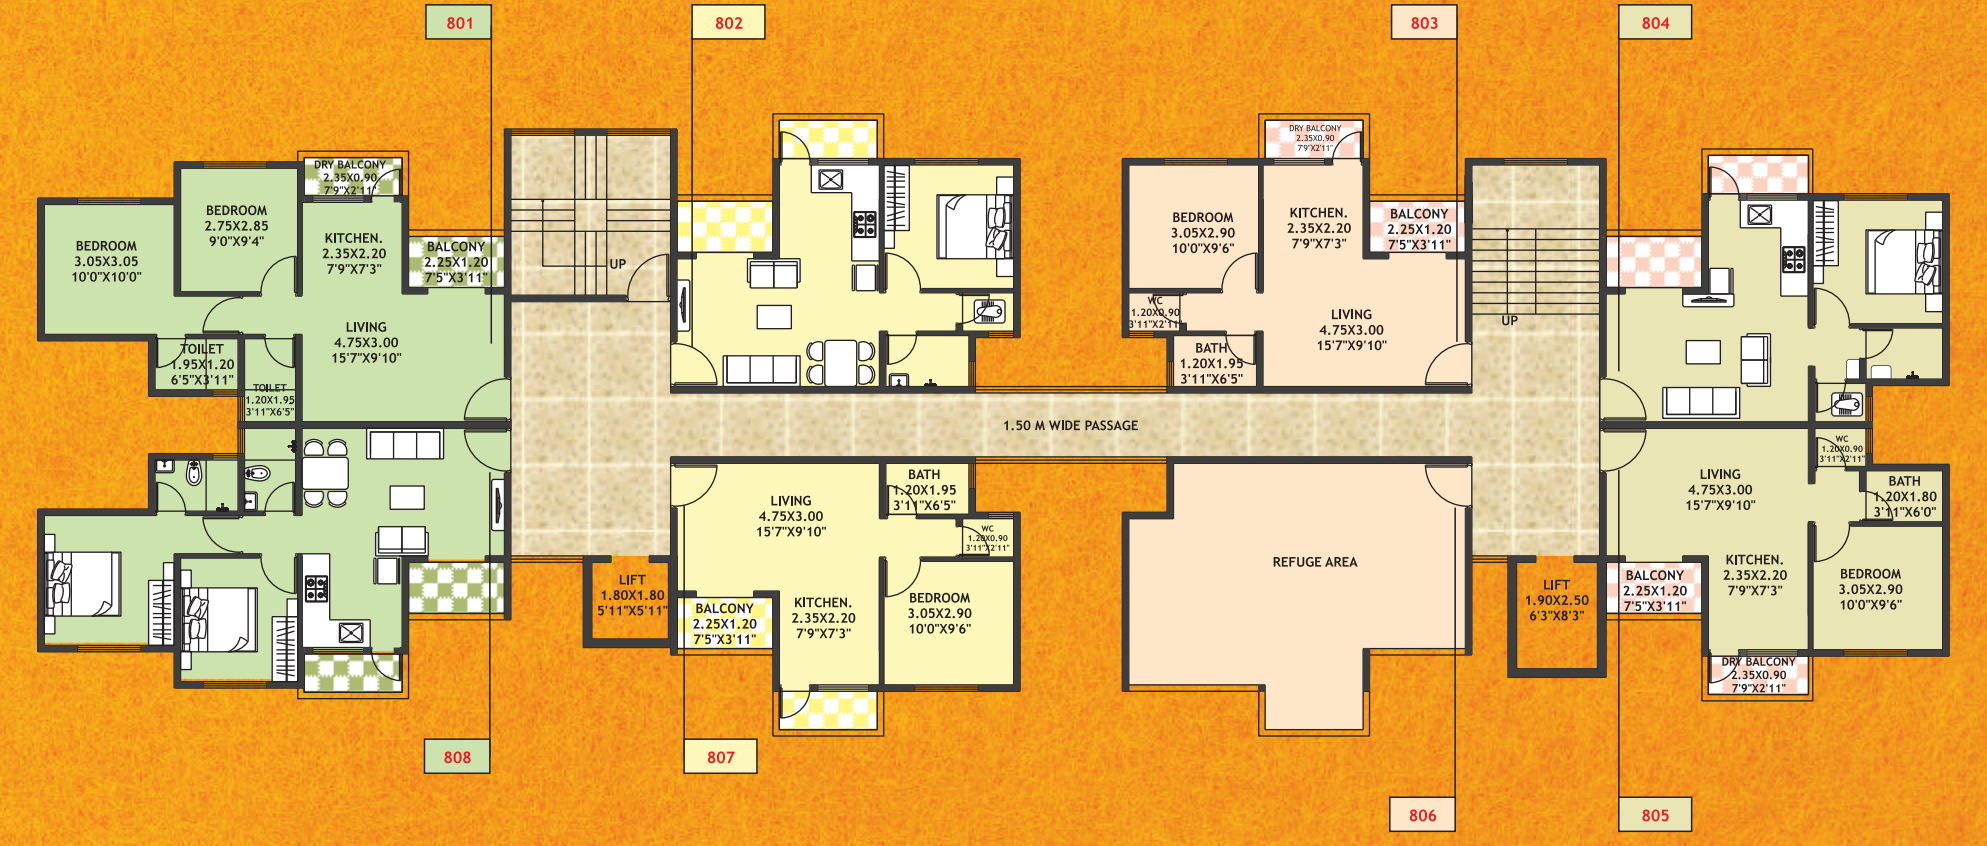 801
802
803
804
DRY BALCONY
2.35X0.90
7'9"X2'11"
BEDROOM
2.75X2.85
9'0"X9'4"
BEDROOM
3.05X3.05
10'0"X10'0"
KITCHEN.
2.35X2.20
7'9"X7'3"
BALCONY
2.25X1.20
7'5"X3'11"
LIVING
4.75X3.00
15'7"X9'10"
TOILET
1.95X1.20
6'5"X3'11"
TOILET
1.20X1.95
3'11"X6'5"
UP
DRY BALCONY
2.35X0.90
7'9"X2'11"
BEDROOM
3.05X2.90
10'0"X9'6"
KITCHEN.
2.35X2.20
7'9"X7'3"
BALCONY
2.25X1.20
7'5"X3'11"
WC
1.20X0.90
3'11"X2'11"
LIVING
4.75X3.00
15'7"X9'10"
BATH
1.20X1.95
3'11"X6'5"
UP
1.50 M WIDE PASSAGE
LIVING
4.75X3.00
15'7"X9'10"
BATH
1.20X1.95
3'11"X6'5"
WC
1.20X0.90
3'11"X2'11"
LIFT
1.80X1.80
5'11"X5'11"
BALCONY
2.25X1.20
7'5"X3'11"
KITCHEN.
2.35X2.20
7'9"X7'3"
BEDROOM
3.05X2.90
10'0"X9'6"
REFUGE AREA
LIFT
1.90X2.50
6'3"X8'3"
LIVING
4.75X3.00
15'7"X9'10"
WC
1.20X0.90
3'11"X2'11"
BATH
1.20X1.80
3'11"X6'0"
BALCONY
2.25X1.20
7'5"X3'11"
KITCHEN.
2.35X2.20
7'9"X7'3"
BEDROOM
3.05X2.90
10'0"X9'6"
DRY BALCONY
2.35X0.90
7'9"X2'11"
808
807
806
805